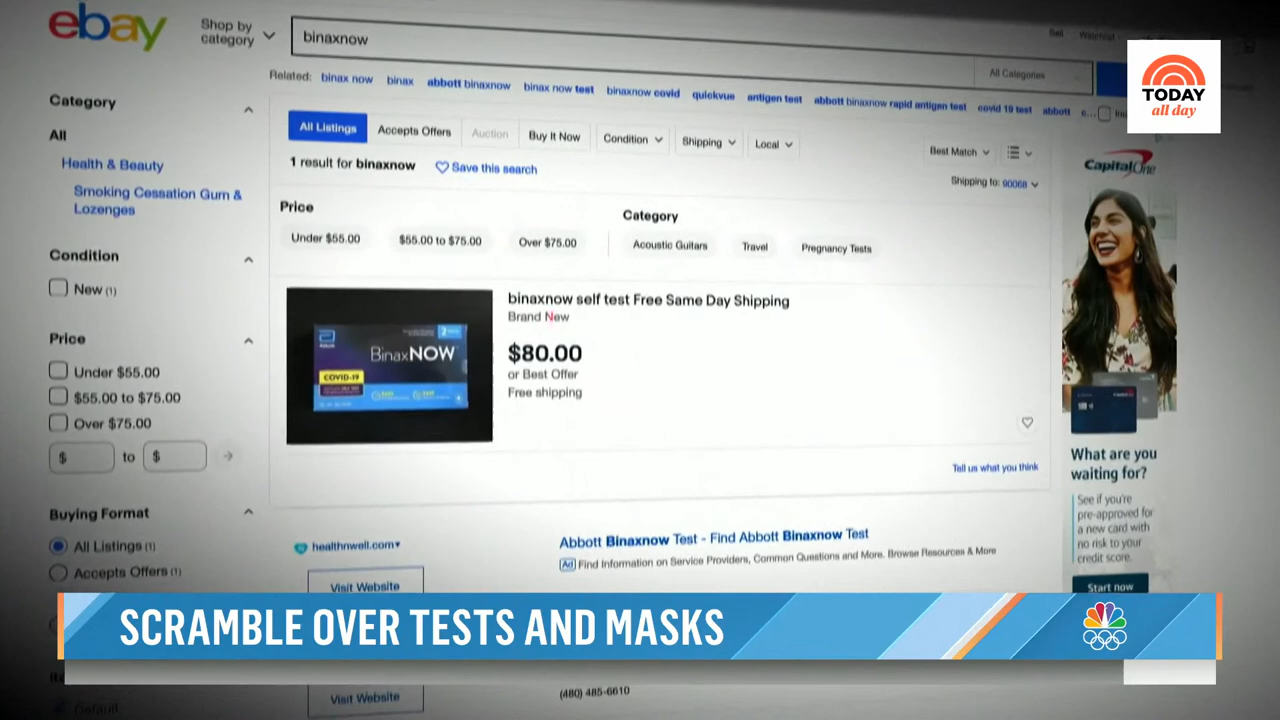 ebay
Shop by
category
binaxnow
All Categories
Sell
TODAY
all day
Related: binax now binax abbott binaxnow binax now test binaxnow covid quickvue antigen test abbott binaxnow rapid antigen test covid 19 test abbott
Category
All
Health & Beauty
Smoking Cessation Gum &
Lozenges
Condition
New (1)
Price
Under $55.00
$55.00 to $75.00
Over $75.00
$ to $
Buying Format
All Listings (1)
Accepts Offers (1)
All Listings Accepts Offers Auction Buy It Now Condition Shipping Local
Best Match
1 result for binaxnow Save this search
Shipping to: 90068
Price
Under $55.00 $55.00 to $75.00 Over $75.00
Category
Acoustic Guitars Travel Pregnancy Tests
2
BinaxNOW
COVID-19
binaxnow self test Free Same Day Shipping
Brand New
$80.00
or Best Offer
Free shipping
Tell us what you think
healthnwell.com
Visit Website
Abbott Binaxnow Test - Find Abbott Binaxnow Test
Ad Find Information on Service Providers, Common Questions and More. Browse Resources & More
Capital One
What are you
waiting for?
See if you're
pre-approved for
a new card with
no risk to your
credit score.
Start now
SCRAMBLE OVER TESTS AND MASKS
Default
Visit Website
(480) 485-6610